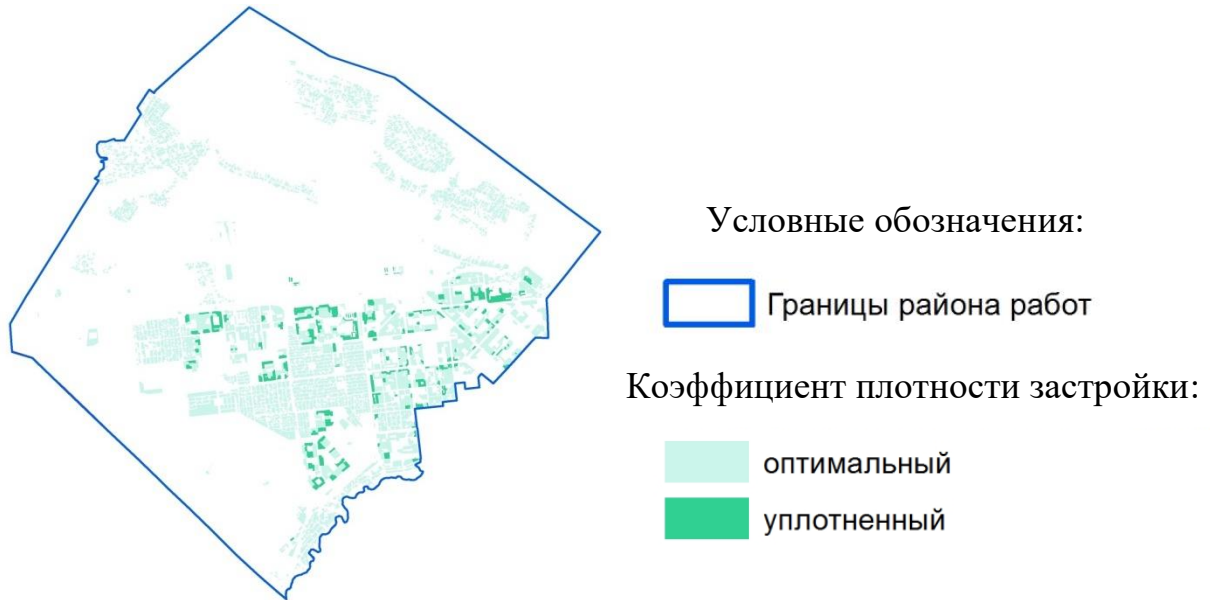 Условные обозначения:
Границы района работ
Коэффициент плотности застройки:
оптимальный
уплотненный